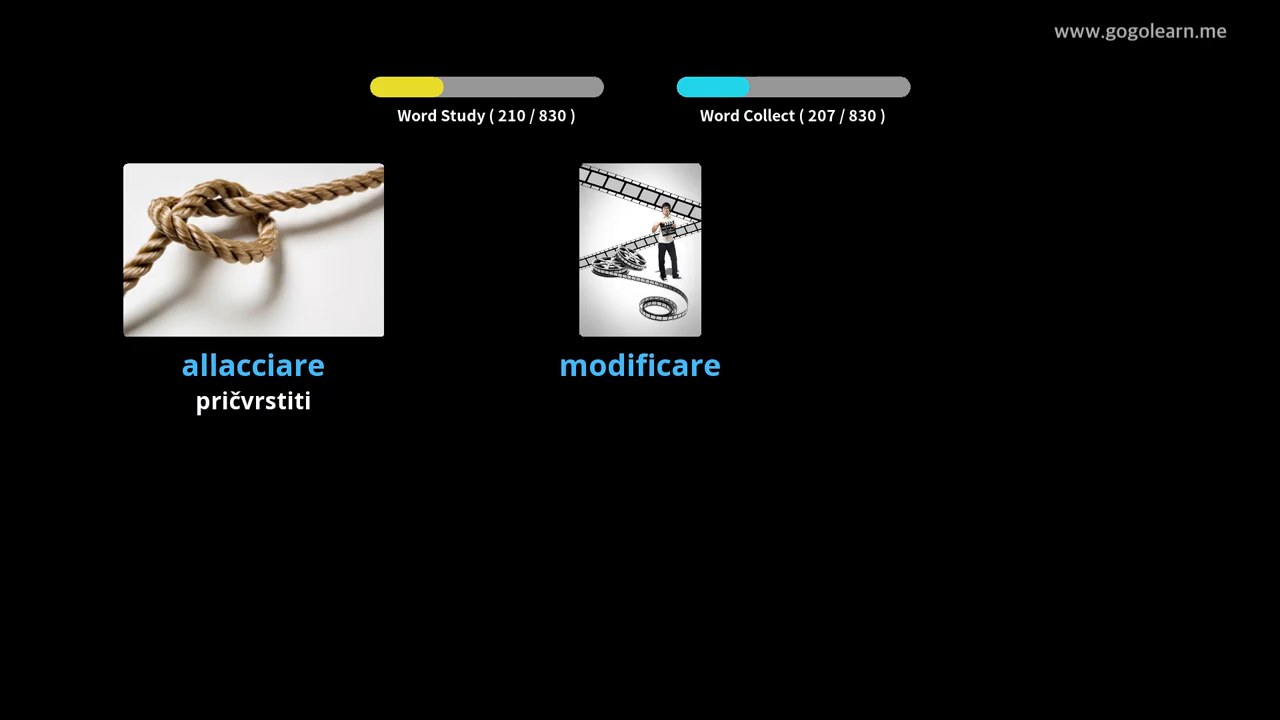 www.gogolearn.me
Word Study ( 210 / 830 )
Word Collect ( 207 / 830 )
allacciare
modificare
pričvrstiti